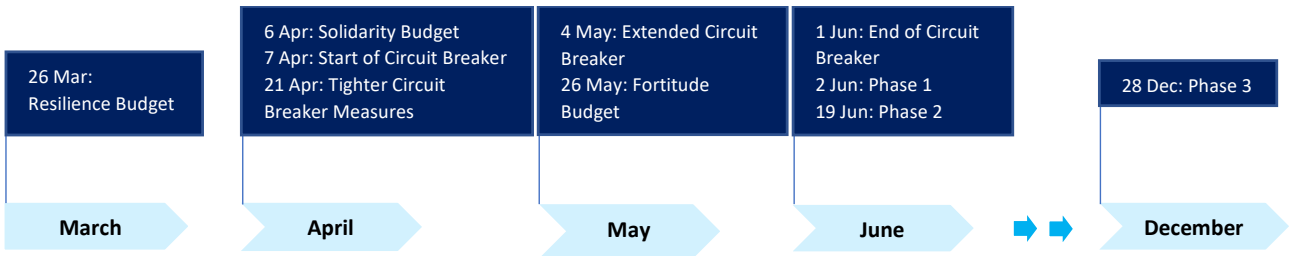 26 Mar:
Resilience Budget
6 Apr: Solidarity Budget
7 Apr: Start of Circuit Breaker
21 Apr: Tighter Circuit
Breaker Measures
4 May: Extended Circuit
Breaker
26 May: Fortitude
Budget
1 Jun: End of Circuit
Breaker
2 Jun: Phase 1
19 Jun: Phase 2
28 Dec: Phase 3
March
April
May
June
December